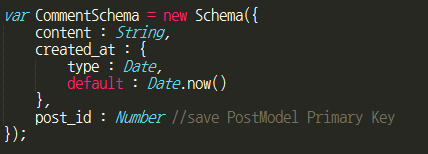 var CommentSchema = new Schema({
    content : String,
    created_at : {
        type : Date,
        default : Date.now()
    },
    post_id : Number //save PostModel Primary Key
});